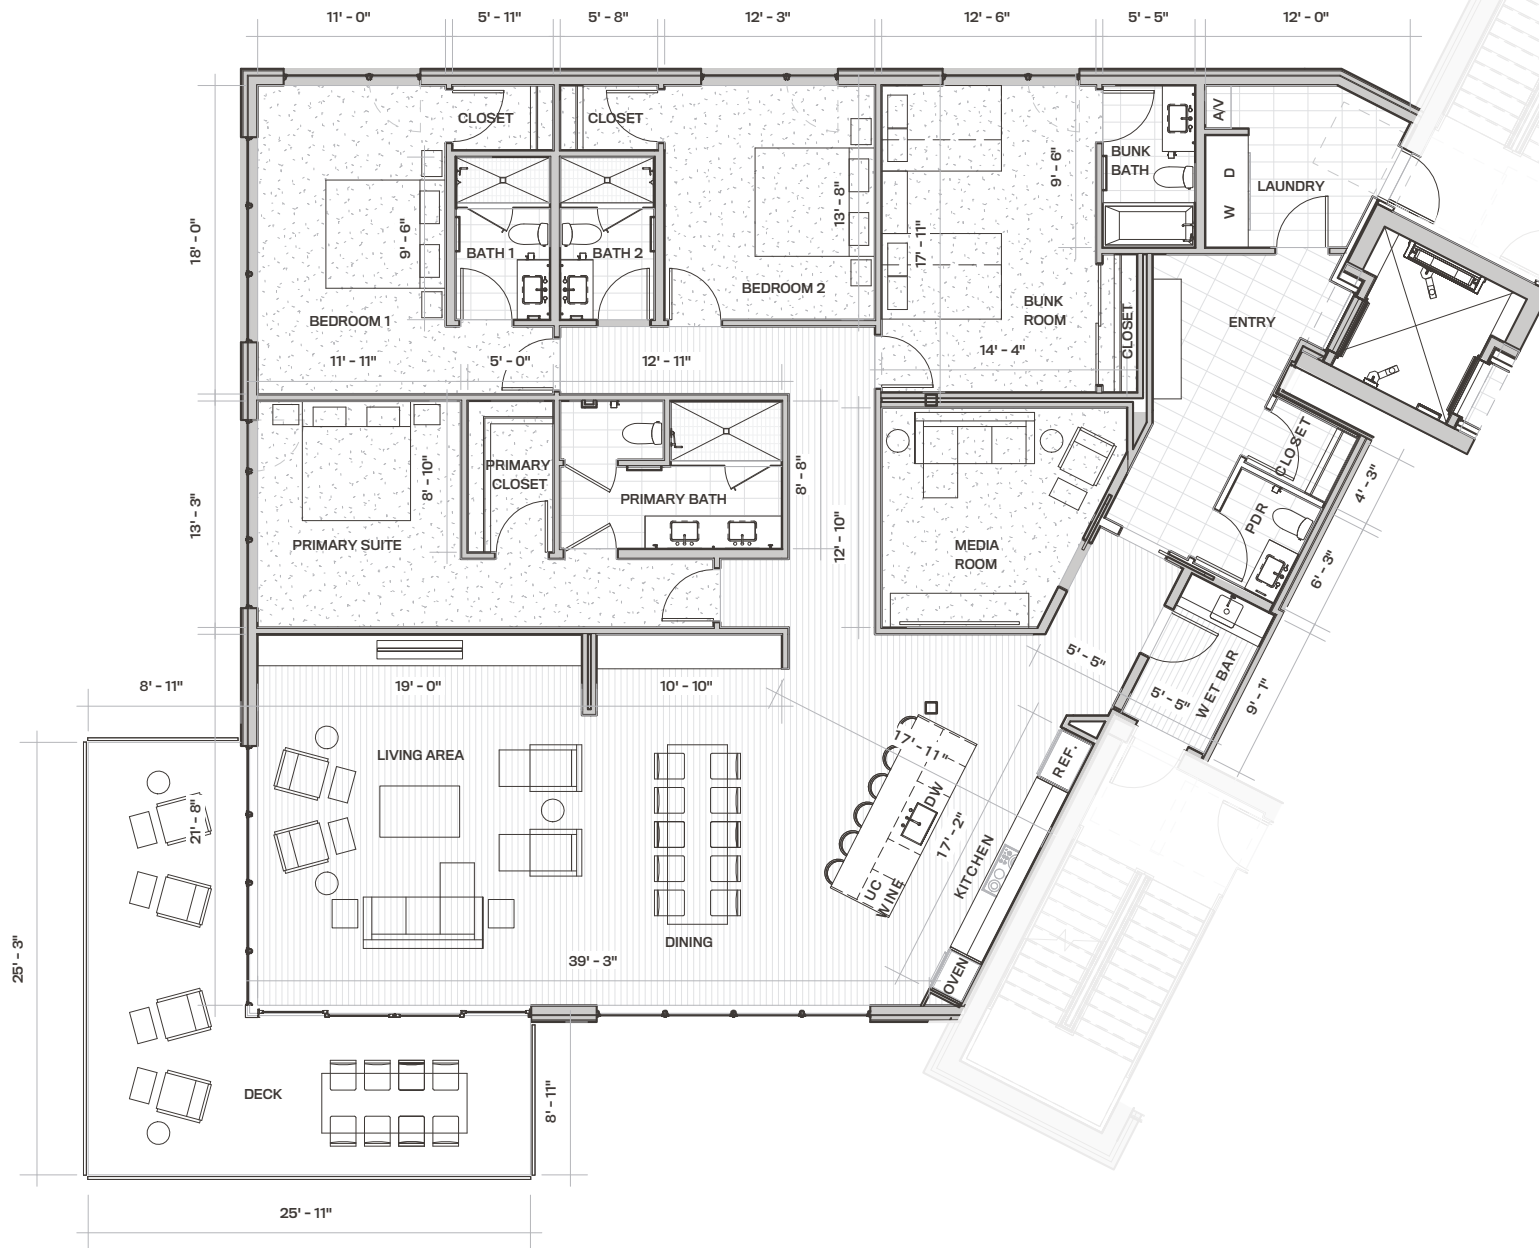 11' - 0"
5' - 11"
5' - 8"
12' - 3"
12' - 6"
5' - 5"
12' - 0"
CLOSET
CLOSET
A/V
BUNK
BATH
9' - 6"
D
W
LAUNDRY
18' - 0"
9' - 6"
13' - 8"
17' - 11"
BATH 1
BATH 2
BEDROOM 2
BEDROOM 1
BUNK
ROOM
CLOSET
ENTRY
11' - 11"
5' - 0"
12' - 11"
14' - 4"
CLOSET
PRIMARY
CLOSET
8' - 10"
8' - 8"
PRIMARY BATH
4' - 3"
13' - 3"
PRIMARY SUITE
12' - 10"
MEDIA
ROOM
PDR
6' - 3"
5' - 5"
5' - 5"
WET BAR
9' - 1"
8' - 11"
19' - 0"
10' - 10"
17' - 11"
LIVING AREA
REF.
DW
21' - 8"
17' - 2"
KITCHEN
UC
WINE
DINING
39' - 3"
OVEN
25' - 3"
DECK
8' - 11"
25' - 11"